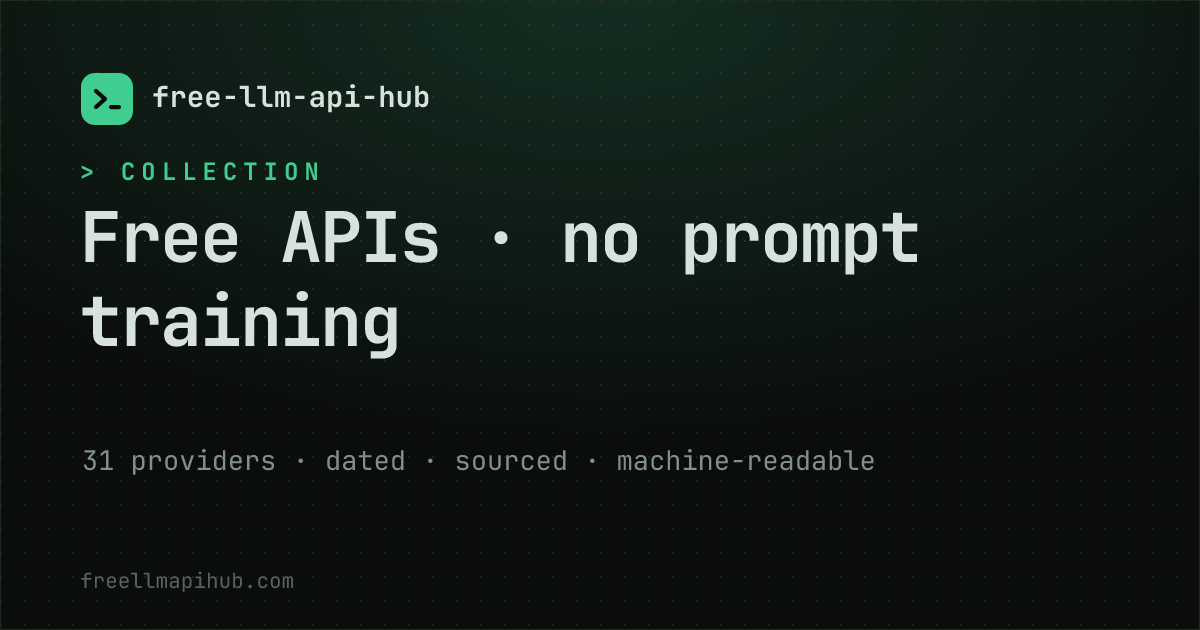 >_
free-llm-api-hub
> COLLECTION
Free APIs · no prompt
training
31 providers · dated · sourced · machine-readable
freellmapihub.com